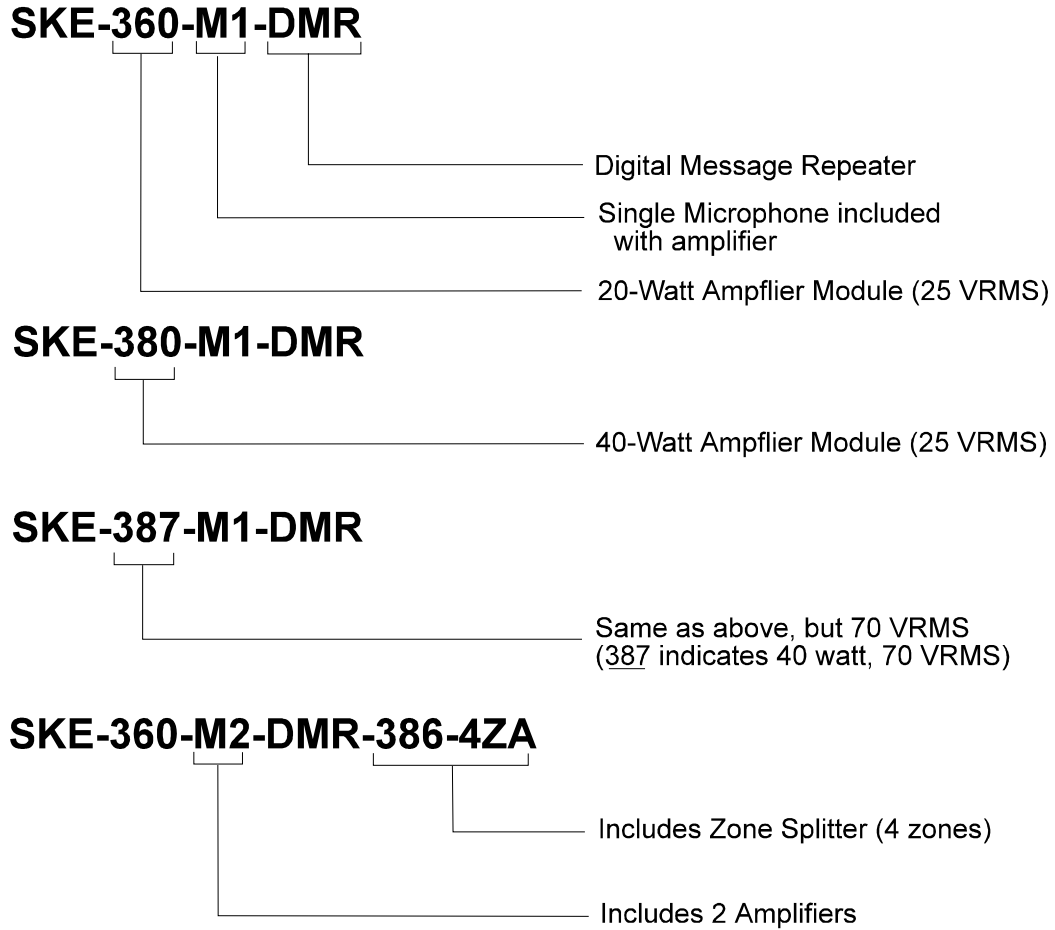 SKE-360-M1-DMR
Digital Message Repeater
Single Microphone included
with amplifier
20-Watt Ampflier Module (25 VRMS)
SKE-380-M1-DMR
40-Watt Ampflier Module (25 VRMS)
SKE-387-M1-DMR
Same as above, but 70 VRMS
(387 indicates 40 watt, 70 VRMS)
SKE-360-M2-DMR-386-4ZA
Includes Zone Splitter (4 zones)
Includes 2 Amplifiers